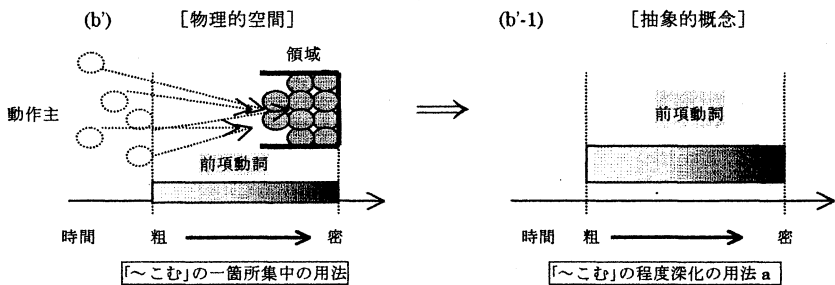 (b') ［物理的空間］ (b'-1) ［抽象的概念］
領域
動作主
前項動詞
前項動詞
時間 粗 密 時間 粗 密
「～こむ」の一箇所集中の用法 「～こむ」の程度深化の用法 a